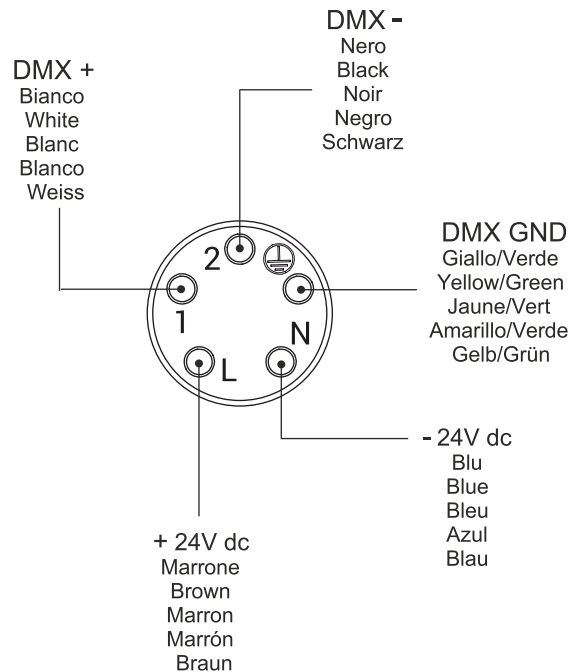 DMX -
Nero
Black
Noir
Negro
Schwarz
DMX +
Bianco
White
Blanc
Blanco
Weiss
DMX GND
Giallo/Verde
Yellow/Green
Jaune/Vert
Amarillo/Verde
Gelb/Grün
2
1
N
L
- 24V dc
Blu
Blue
Bleu
Azul
Blau
+ 24V dc
Marrone
Brown
Marron
Marrón
Braun